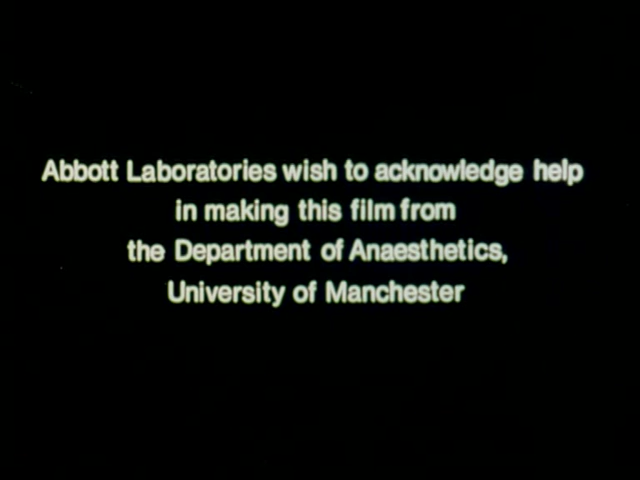 Abbott Laboratories wish to acknowledge help
in making this film from
the Department of Anaesthetics,
University of Manchester